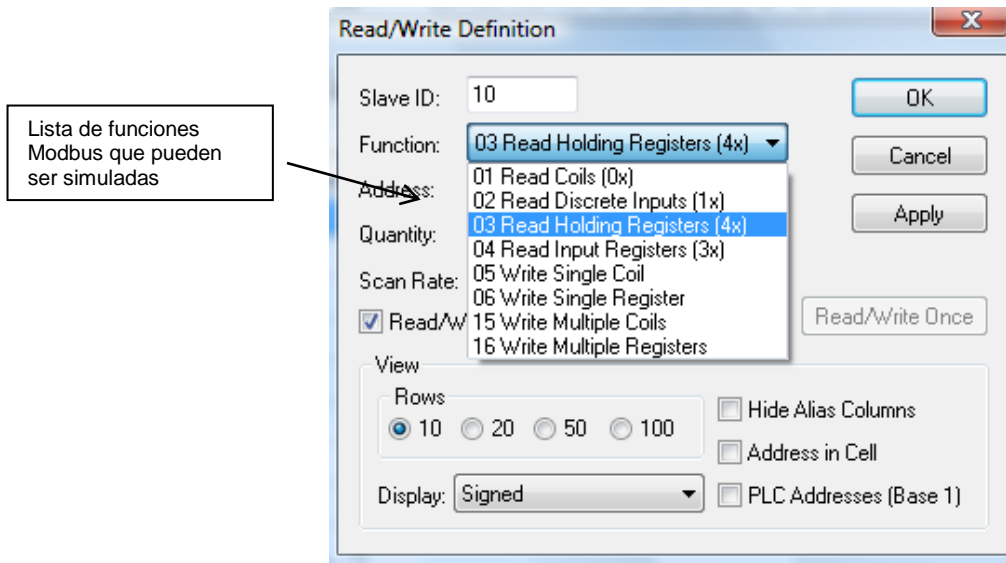 Read/Write Definition
Slave ID: 10
OK
Lista de funciones
Modbus que pueden
ser simuladas
Function: 03 Read Holding Registers (4x)
Cancel
Address:
01 Read Coils (0x)
02 Read Discrete Inputs (1x)
03 Read Holding Registers (4x)
Apply
Quantity:
04 Read Input Registers (3x)
Scan Rate:
05 Write Single Coil
06 Write Single Register
Read/W
15 Write Multiple Coils
Read/Write Once
16 Write Multiple Registers
View
Rows
10 20 50 100
Hide Alias Columns
Address in Cell
Display: Signed
PLC Addresses (Base 1)